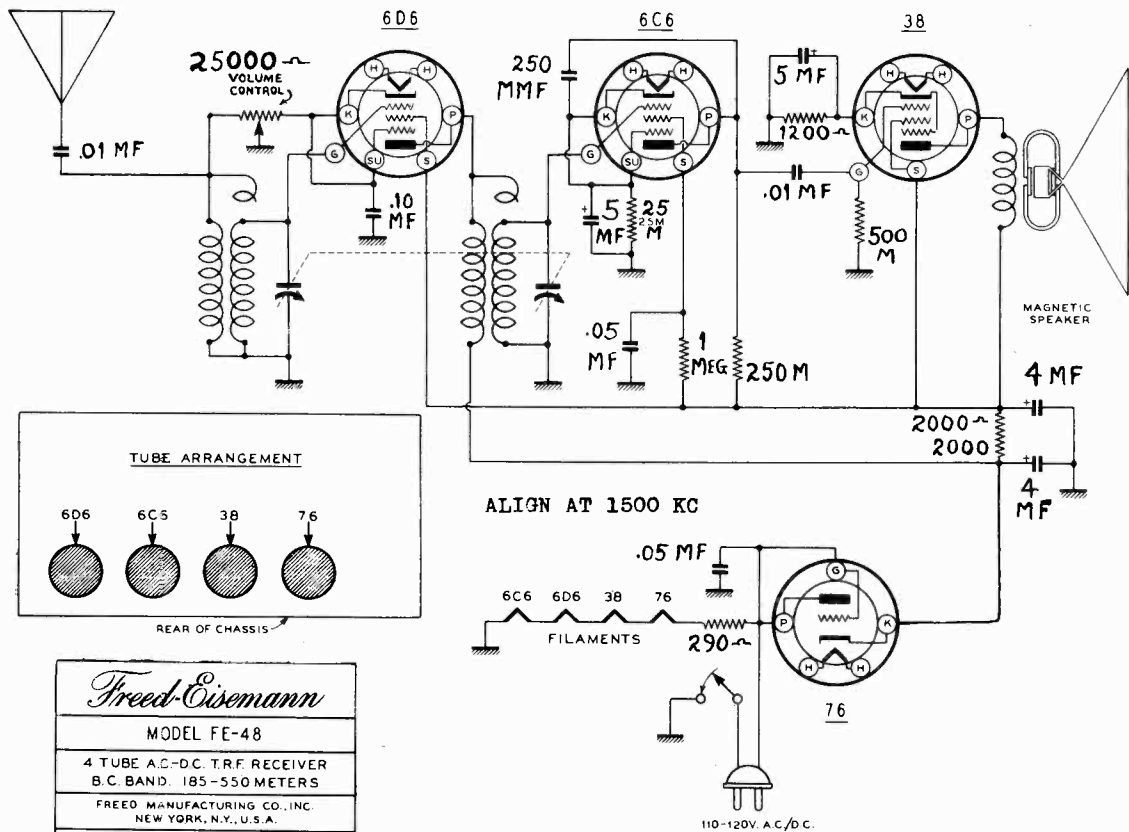 6D6
6C6
38
25000 Ω
VOLUME
CONTROL
.01 MF
H
H
K
P
G
SU
S
.10
MF
250
MMF
H
H
K
P
G
SU
S
5
MF
25
25M
M
.05
MF
1
MEG
250 M
5 MF
1200 Ω
.01 MF
H
H
K
P
G
S
500
M
MAGNETIC
SPEAKER
4 MF
2000 Ω
2000
4
MF
TUBE ARRANGEMENT
6D6
6C6
38
76
REAR OF CHASSIS
ALIGN AT 1500 KC
.05 MF
6C6
6D6
38
76
FILAMENTS
290 Ω
G
P
K
H
H
76
110-120V. A.C./D.C.
Freed-Eisemann
MODEL FE-48
4 TUBE A.C.-D.C. T.R.F. RECEIVER
B.C. BAND. 185-550 METERS
FREED MANUFACTURING CO., INC.
NEW YORK, N.Y., U.S.A.